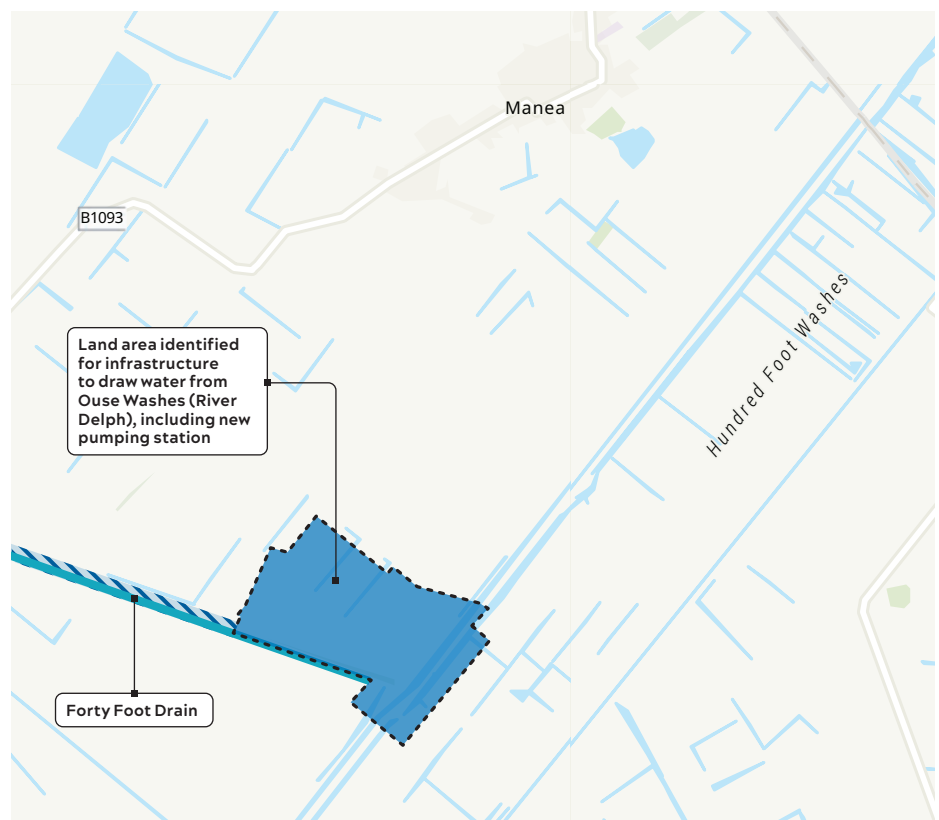 Manea
B1093
Hundred Foot Washes
Land area identified
for infrastructure
to draw water from
Ouse Washes (River
Delph), including new
pumping station
Forty Foot Drain